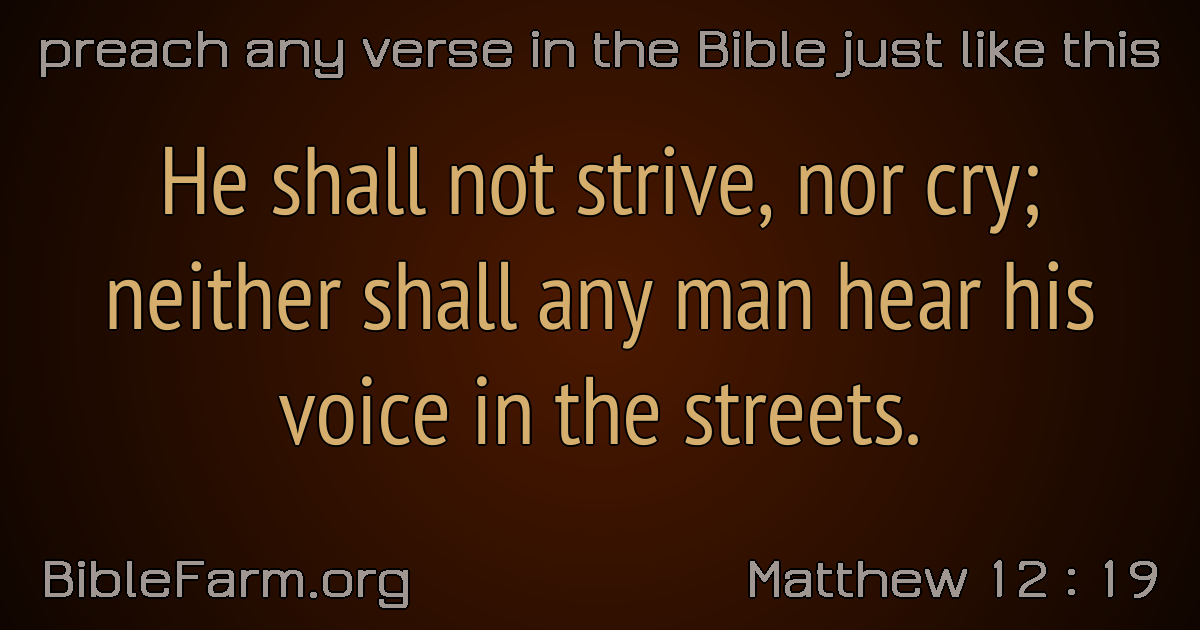 preach any verse in the Bible just like this
He shall not strive, nor cry;
neither shall any man hear his
voice in the streets.
BibleFarm.org
Matthew 12 : 19